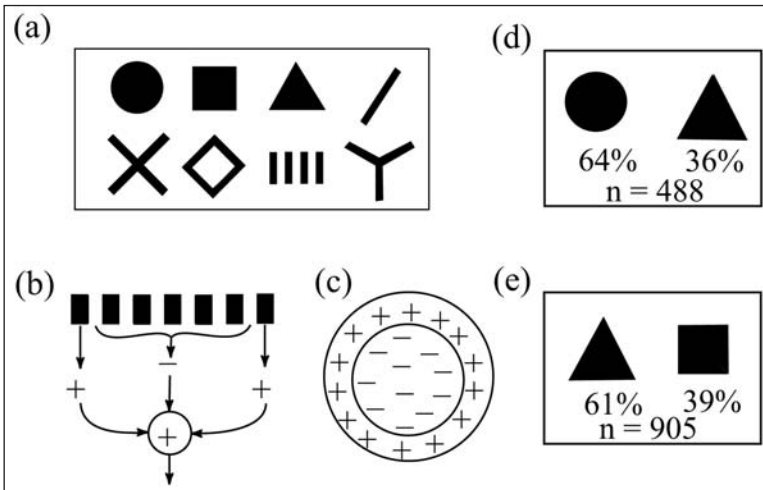 (a)
(b)
+
−
+
+
(c)
+ + + + + + + + + + + + + + + +
− − − − − − − − − − − −
(d)
64% 36%
n = 488
(e)
61% 39%
n = 905